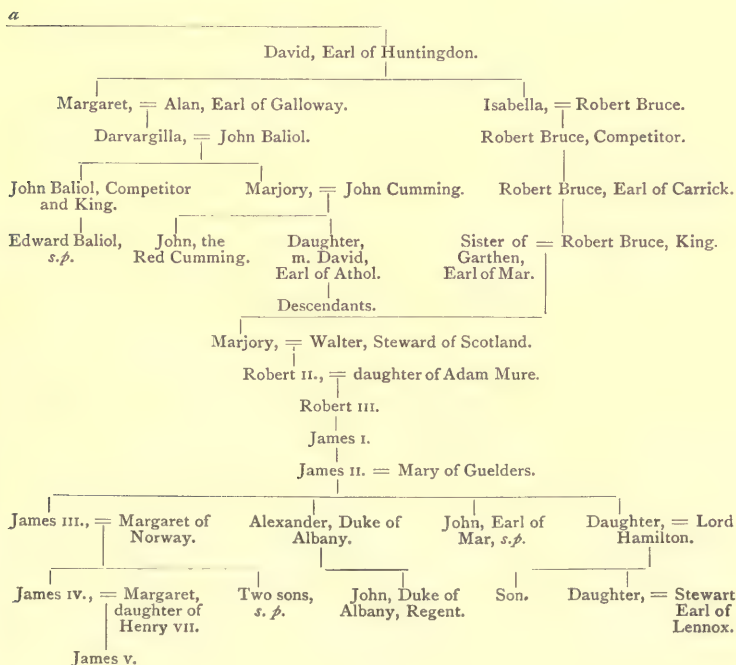 a
David, Earl of Huntingdon.
Margaret, = Alan, Earl of Galloway. Isabella, = Robert Bruce.
Darvargilla, = John Baliol. Robert Bruce, Competitor.
John Baliol, Competitor Marjory, = John Cumming. Robert Bruce, Earl of Carrick.
and King.
Edward Baliol, John, the Daughter, Sister of = Robert Bruce, King.
s.p. Red Cumming. m. David, Garthen,
Earl of Athol. Earl of Mar.
Descendants.
Marjory, = Walter, Steward of Scotland.
Robert II., = daughter of Adam Mure.
Robert III.
James I.
James II. = Mary of Guelders.
James III., = Margaret of Alexander, Duke of John, Earl of Daughter, = Lord
Norway. Albany. Mar, s.p. Hamilton.
James IV., = Margaret, Two sons, John, Duke of Son. Daughter, = Stewart
daughter of s. p. Albany, Regent. Earl of
Henry VII. Lennox.
James V.